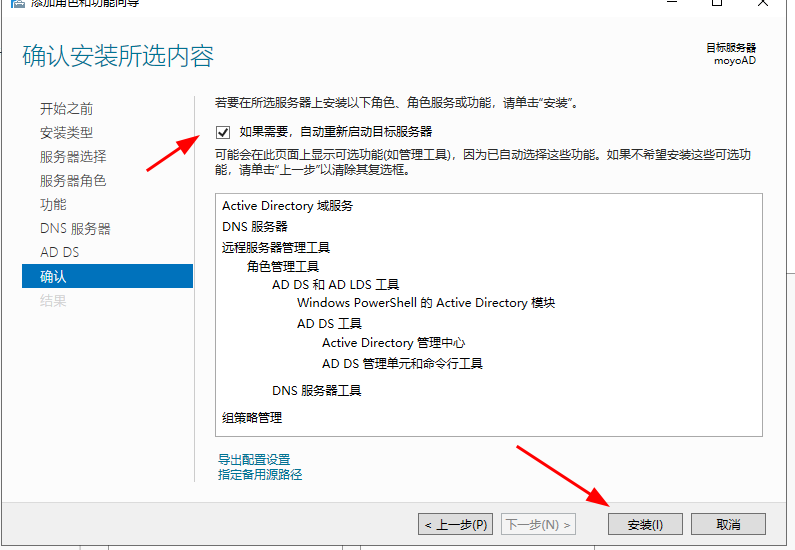 添加角色和功能向导
确认安装所选内容
目标服务器
moyoAD
开始之前
安装类型
服务器选择
服务器角色
功能
DNS 服务器
AD DS
确认
结果
若要在所选服务器上安装以下角色、角色服务或功能，请单击“安装”。
如果需要，自动重新启动目标服务器
可能会在此页面上显示可选功能(如管理工具)，因为已自动选择这些功能。如果不希望安装这些可选功
能，请单击“上一步”以清除其复选框。
Active Directory 域服务
DNS 服务器
远程服务器管理工具
角色管理工具
AD DS 和 AD LDS 工具
Windows PowerShell 的 Active Directory 模块
AD DS 工具
Active Directory 管理中心
AD DS 管理单元和命令行工具
DNS 服务器工具
组策略管理
导出配置设置
指定备用源路径
< 上一步(P)
下一步(N) >
安装(I)
取消